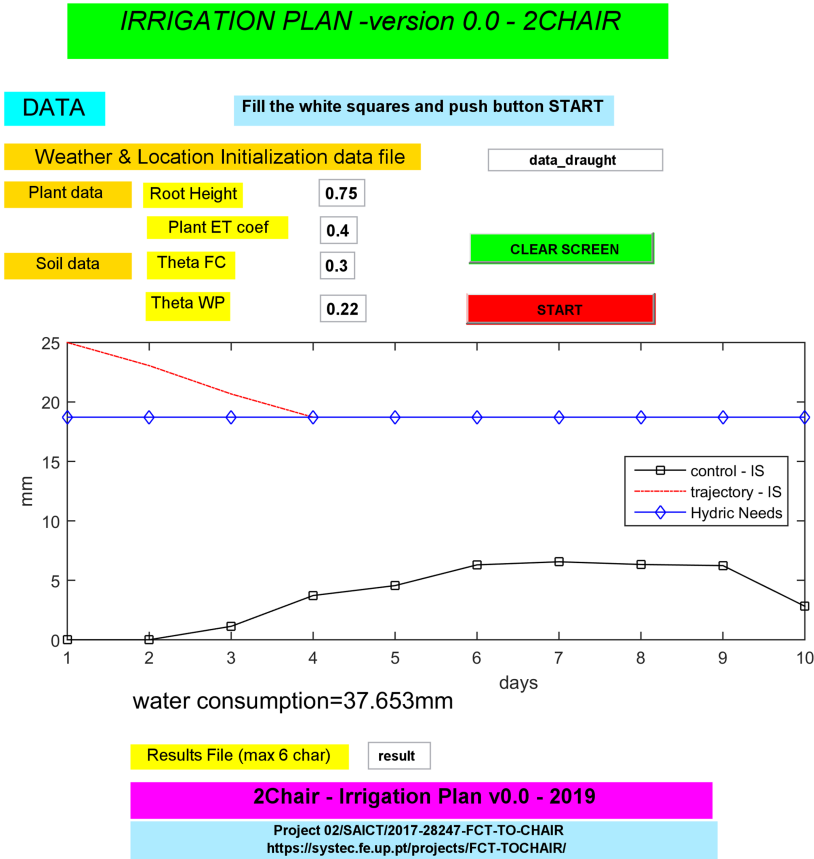 IRRIGATION PLAN -version 0.0 - 2CHAIR
DATA
Fill the white squares and push button START
Weather & Location Initialization data file
data_draught
Plant data
Root Height
0.75
Plant ET coef
0.4
CLEAR SCREEN
Soil data
Theta FC
0.3
Theta WP
0.22
START
25
20
15
10
5
0
mm
control - IS
trajectory - IS
Hydric Needs
1 2 3 4 5 6 7 8 9 10
days
water consumption=37.653mm
Results File (max 6 char)
result
2Chair - Irrigation Plan v0.0 - 2019
Project 02/SAICT/2017-28247-FCT-TO-CHAIR
https://systec.fe.up.pt/projects/FCT-TOCHAIR/